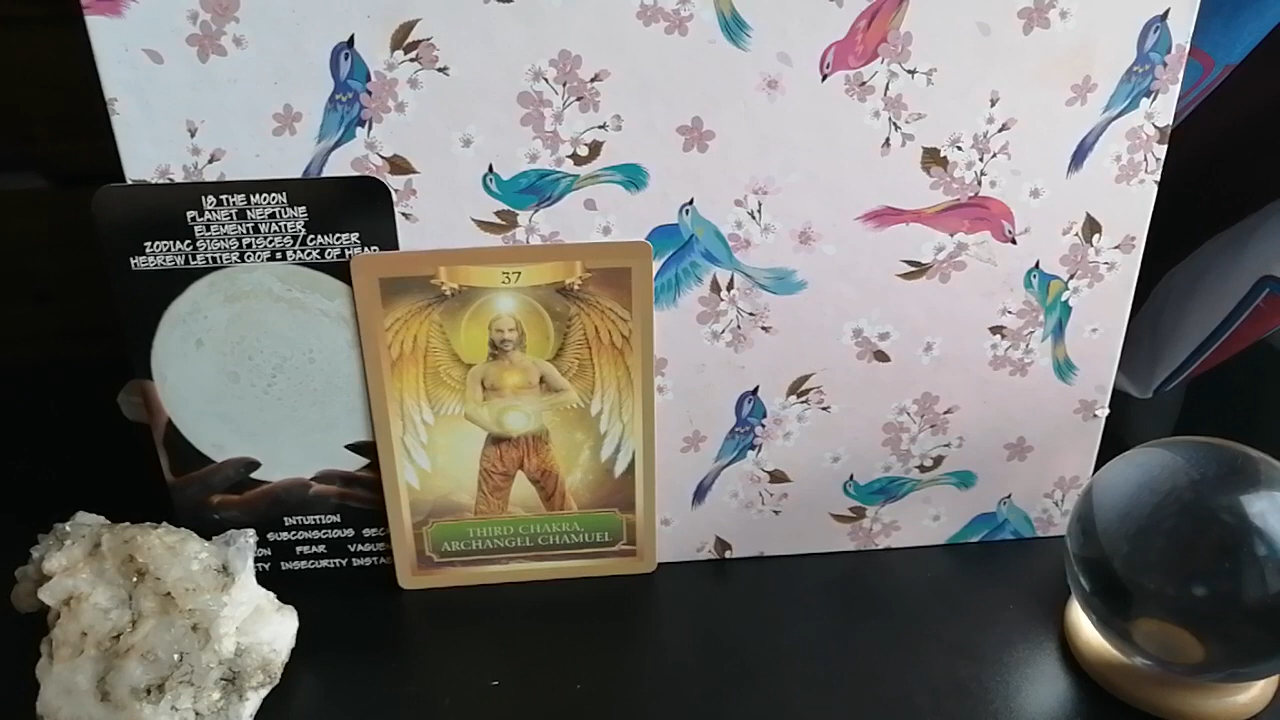 18 THE MOON
PLANET NEPTUNE
ELEMENT WATER
ZODIAC SIGNS PISCES / CANCER
HEBREW LETTER QOF = BACK OF HEAD
INTUITION
SUBCONSCIOUS
FEAR
INSECURITY
37
THIRD CHAKRA,
ARCHANGEL CHAMUEL